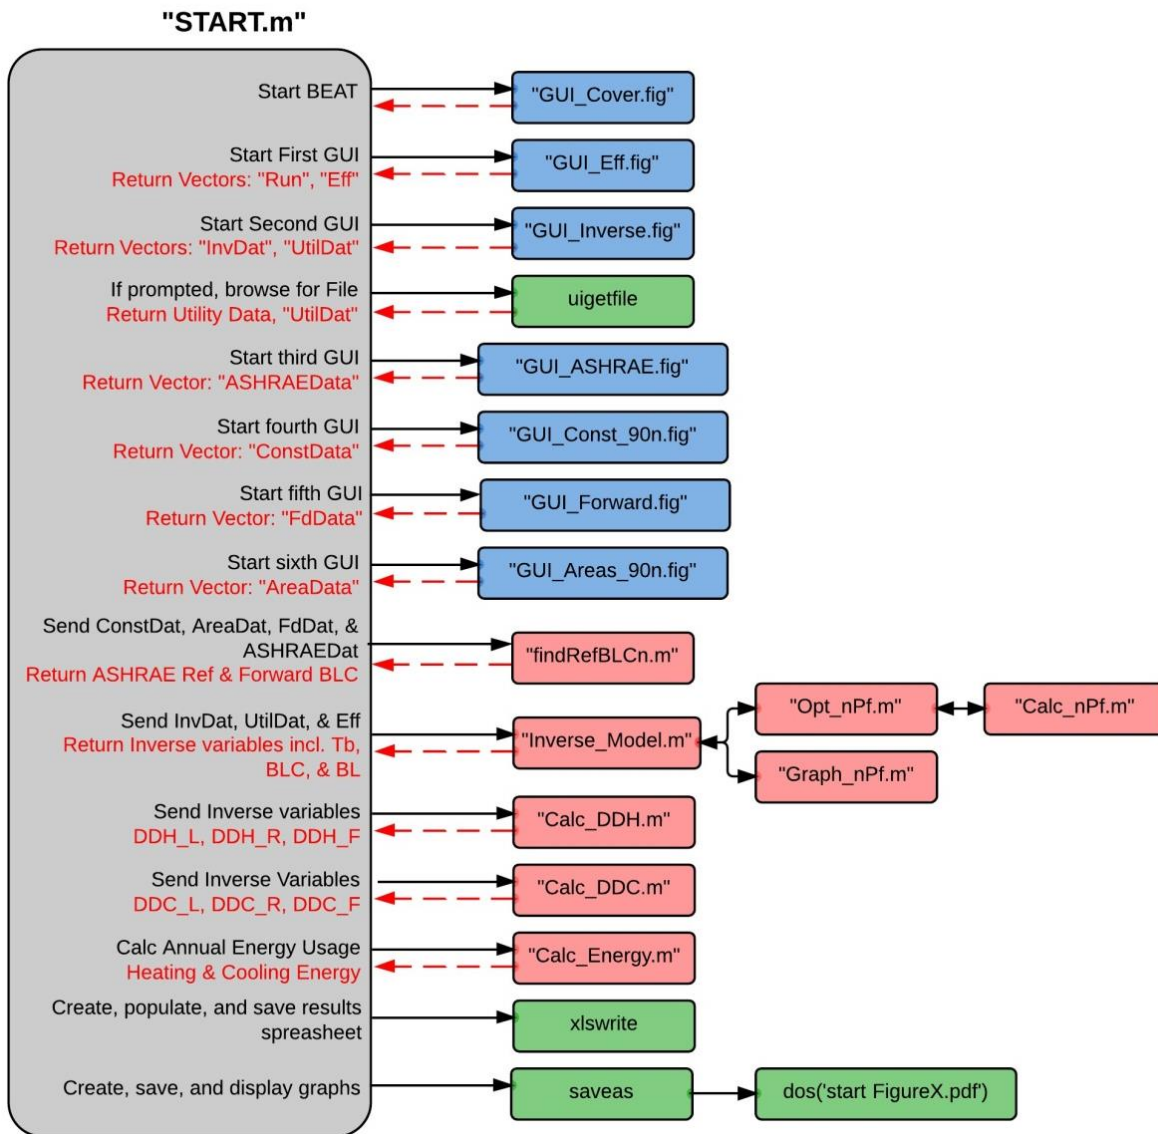 "START.m"
Start BEAT
"GUI_Cover.fig"
Start First GUI
Return Vectors: "Run", "Eff"
"GUI_Eff.fig"
Start Second GUI
Return Vectors: "InvDat", "UtilDat"
"GUI_Inverse.fig"
If prompted, browse for File
Return Utility Data, "UtilDat"
uigetfile
Start third GUI
Return Vector: "ASHRAEData"
"GUI_ASHRAE.fig"
Start fourth GUI
Return Vector: "ConstData"
"GUI_Const_90n.fig"
Start fifth GUI
Return Vector: "FdData"
"GUI_Forward.fig"
Start sixth GUI
Return Vector: "AreaData"
"GUI_Areas_90n.fig"
Send ConstDat, AreaDat, FdDat, &
ASHRAEDat
Return ASHRAE Ref & Forward BLC
"findRefBLCn.m"
Send InvDat, UtilDat, & Eff
Return Inverse variables incl. Tb,
BLC, & BL
"Inverse_Model.m"
"Opt_nPf.m"
"Calc_nPf.m"
"Graph_nPf.m"
Send Inverse variables
DDH_L, DDH_R, DDH_F
"Calc_DDH.m"
Send Inverse Variables
DDC_L, DDC_R, DDC_F
"Calc_DDC.m"
Calc Annual Energy Usage
Heating & Cooling Energy
"Calc_Energy.m"
Create, populate, and save results
spreasheet
xlswrite
Create, save, and display graphs
saveas
dos('start FigureX.pdf')